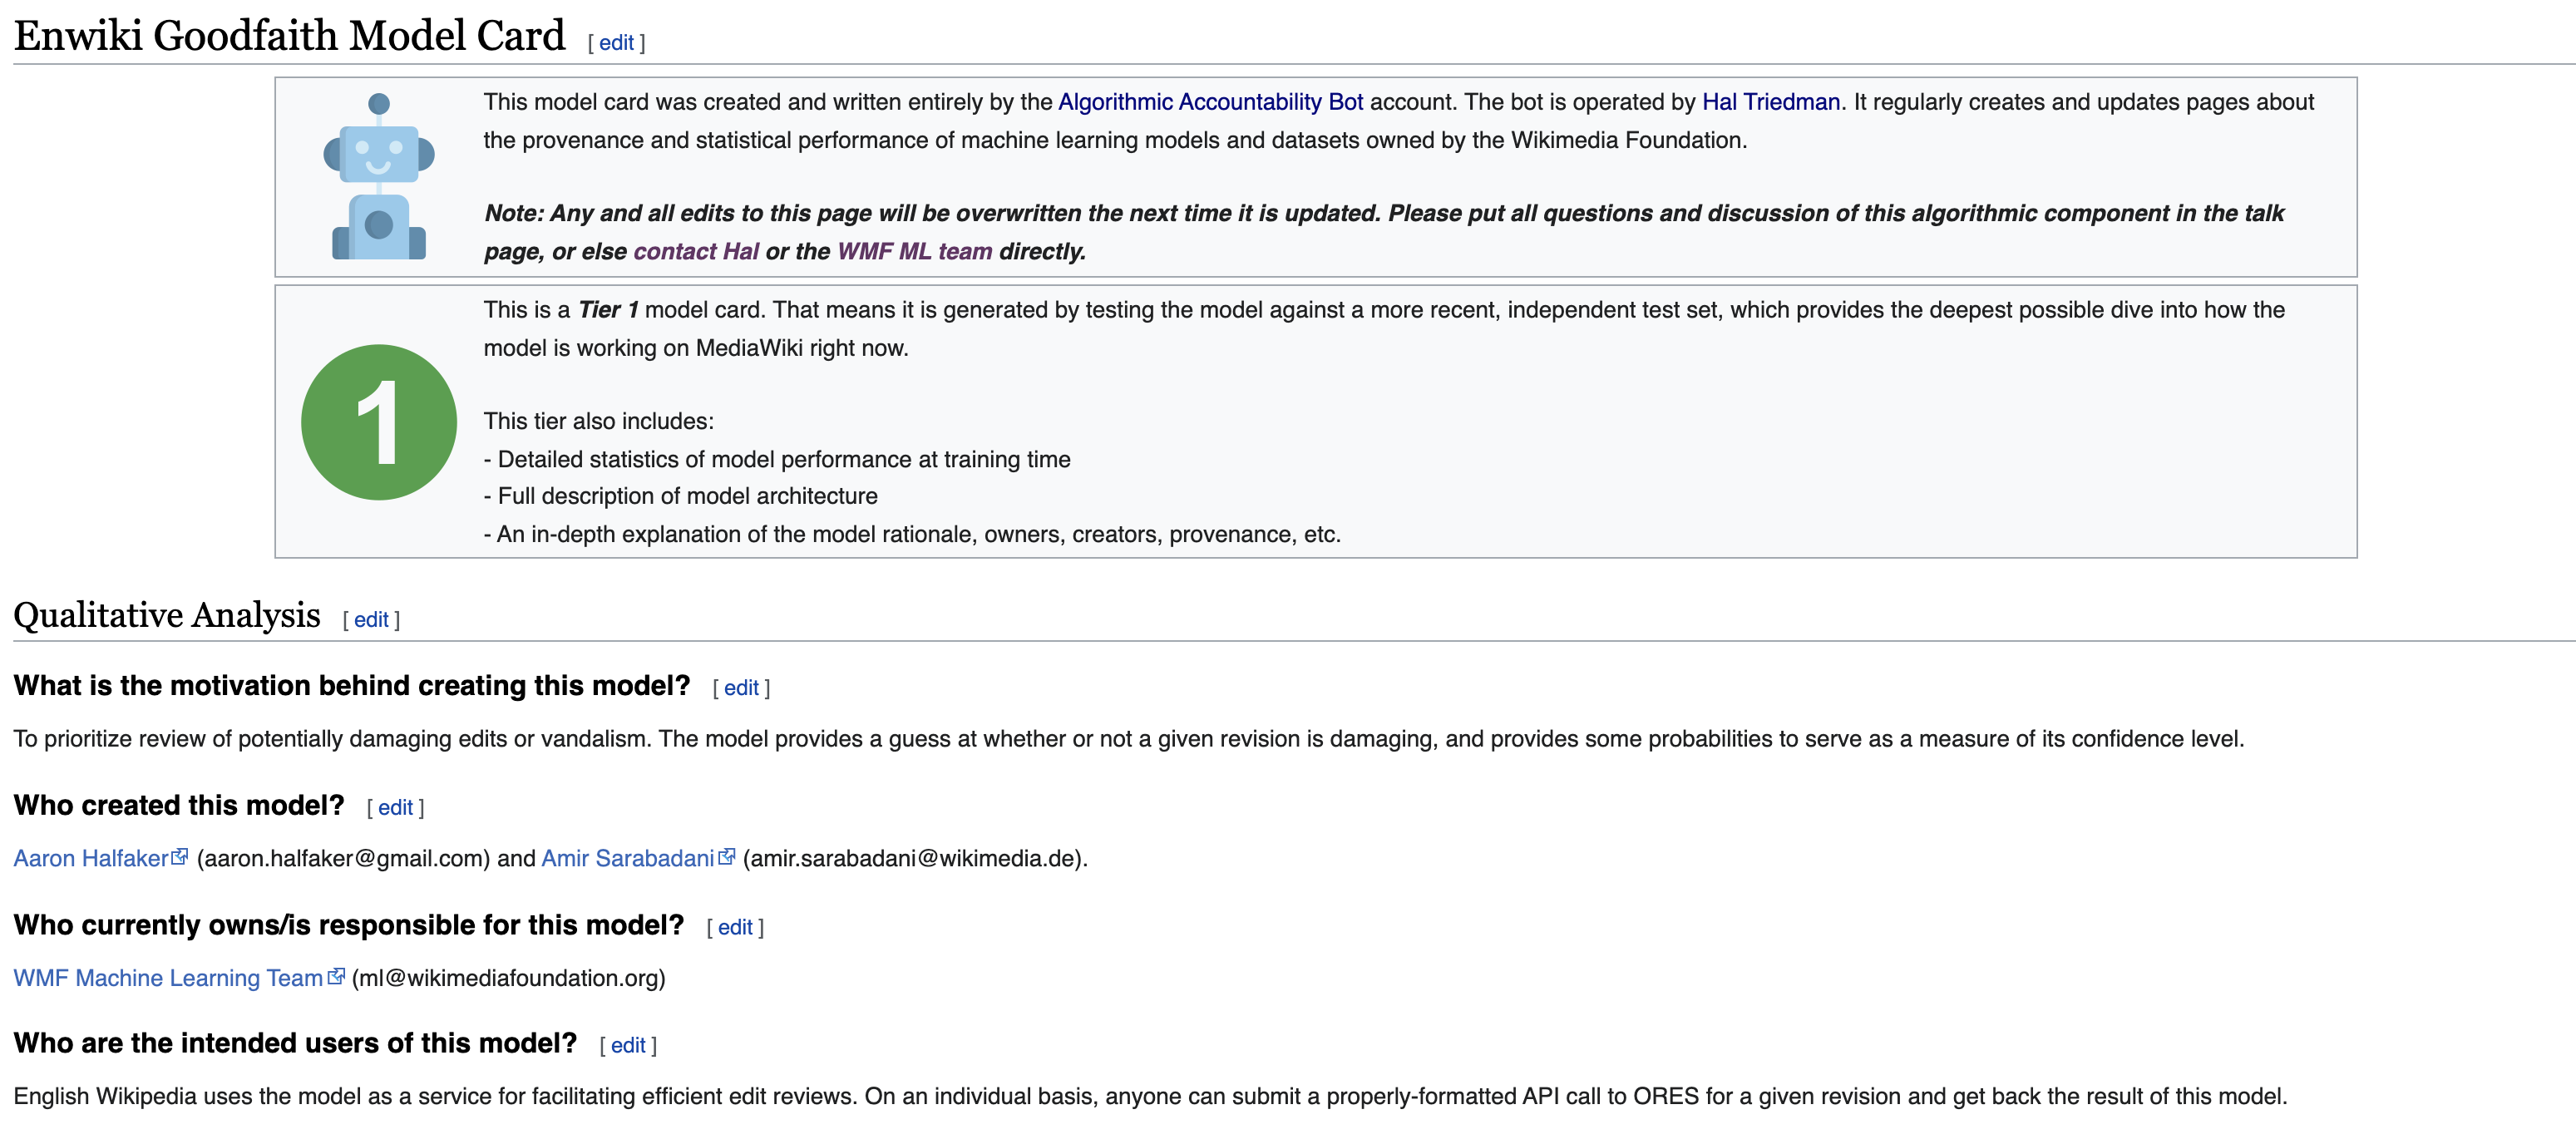 Enwiki Goodfaith Model Card [ edit ]
This model card was created and written entirely by the Algorithmic Accountability Bot account. The bot is operated by Hal Triedman. It regularly creates and updates pages about
the provenance and statistical performance of machine learning models and datasets owned by the Wikimedia Foundation.
Note: Any and all edits to this page will be overwritten the next time it is updated. Please put all questions and discussion of this algorithmic component in the talk
page, or else contact Hal or the WMF ML team directly.
1
This is a Tier 1 model card. That means it is generated by testing the model against a more recent, independent test set, which provides the deepest possible dive into how the
model is working on MediaWiki right now.
This tier also includes:
- Detailed statistics of model performance at training time
- Full description of model architecture
- An in-depth explanation of the model rationale, owners, creators, provenance, etc.
Qualitative Analysis [ edit ]
What is the motivation behind creating this model? [ edit ]
To prioritize review of potentially damaging edits or vandalism. The model provides a guess at whether or not a given revision is damaging, and provides some probabilities to serve as a measure of its confidence level.
Who created this model? [ edit ]
Aaron Halfaker (aaron.halfaker@gmail.com) and Amir Sarabadani (amir.sarabadani@wikimedia.de).
Who currently owns/is responsible for this model? [ edit ]
WMF Machine Learning Team (ml@wikimediafoundation.org)
Who are the intended users of this model? [ edit ]
English Wikipedia uses the model as a service for facilitating efficient edit reviews. On an individual basis, anyone can submit a properly-formatted API call to ORES for a given revision and get back the result of this model.